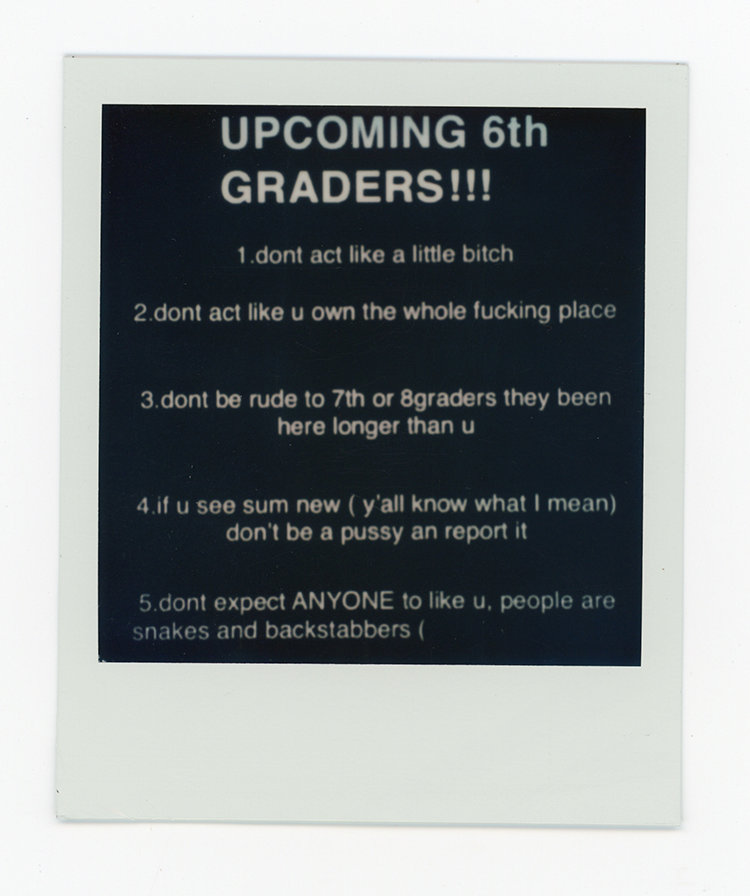 UPCOMING 6th
GRADERS!!!
1.dont act like a little bitch
2.dont act like u own the whole fucking place
3.dont be rude to 7th or 8graders they been
here longer than u
4.if u see sum new ( y'all know what I mean)
don't be a pussy an report it
5.dont expect ANYONE to like u, people are
snakes and backstabbers (